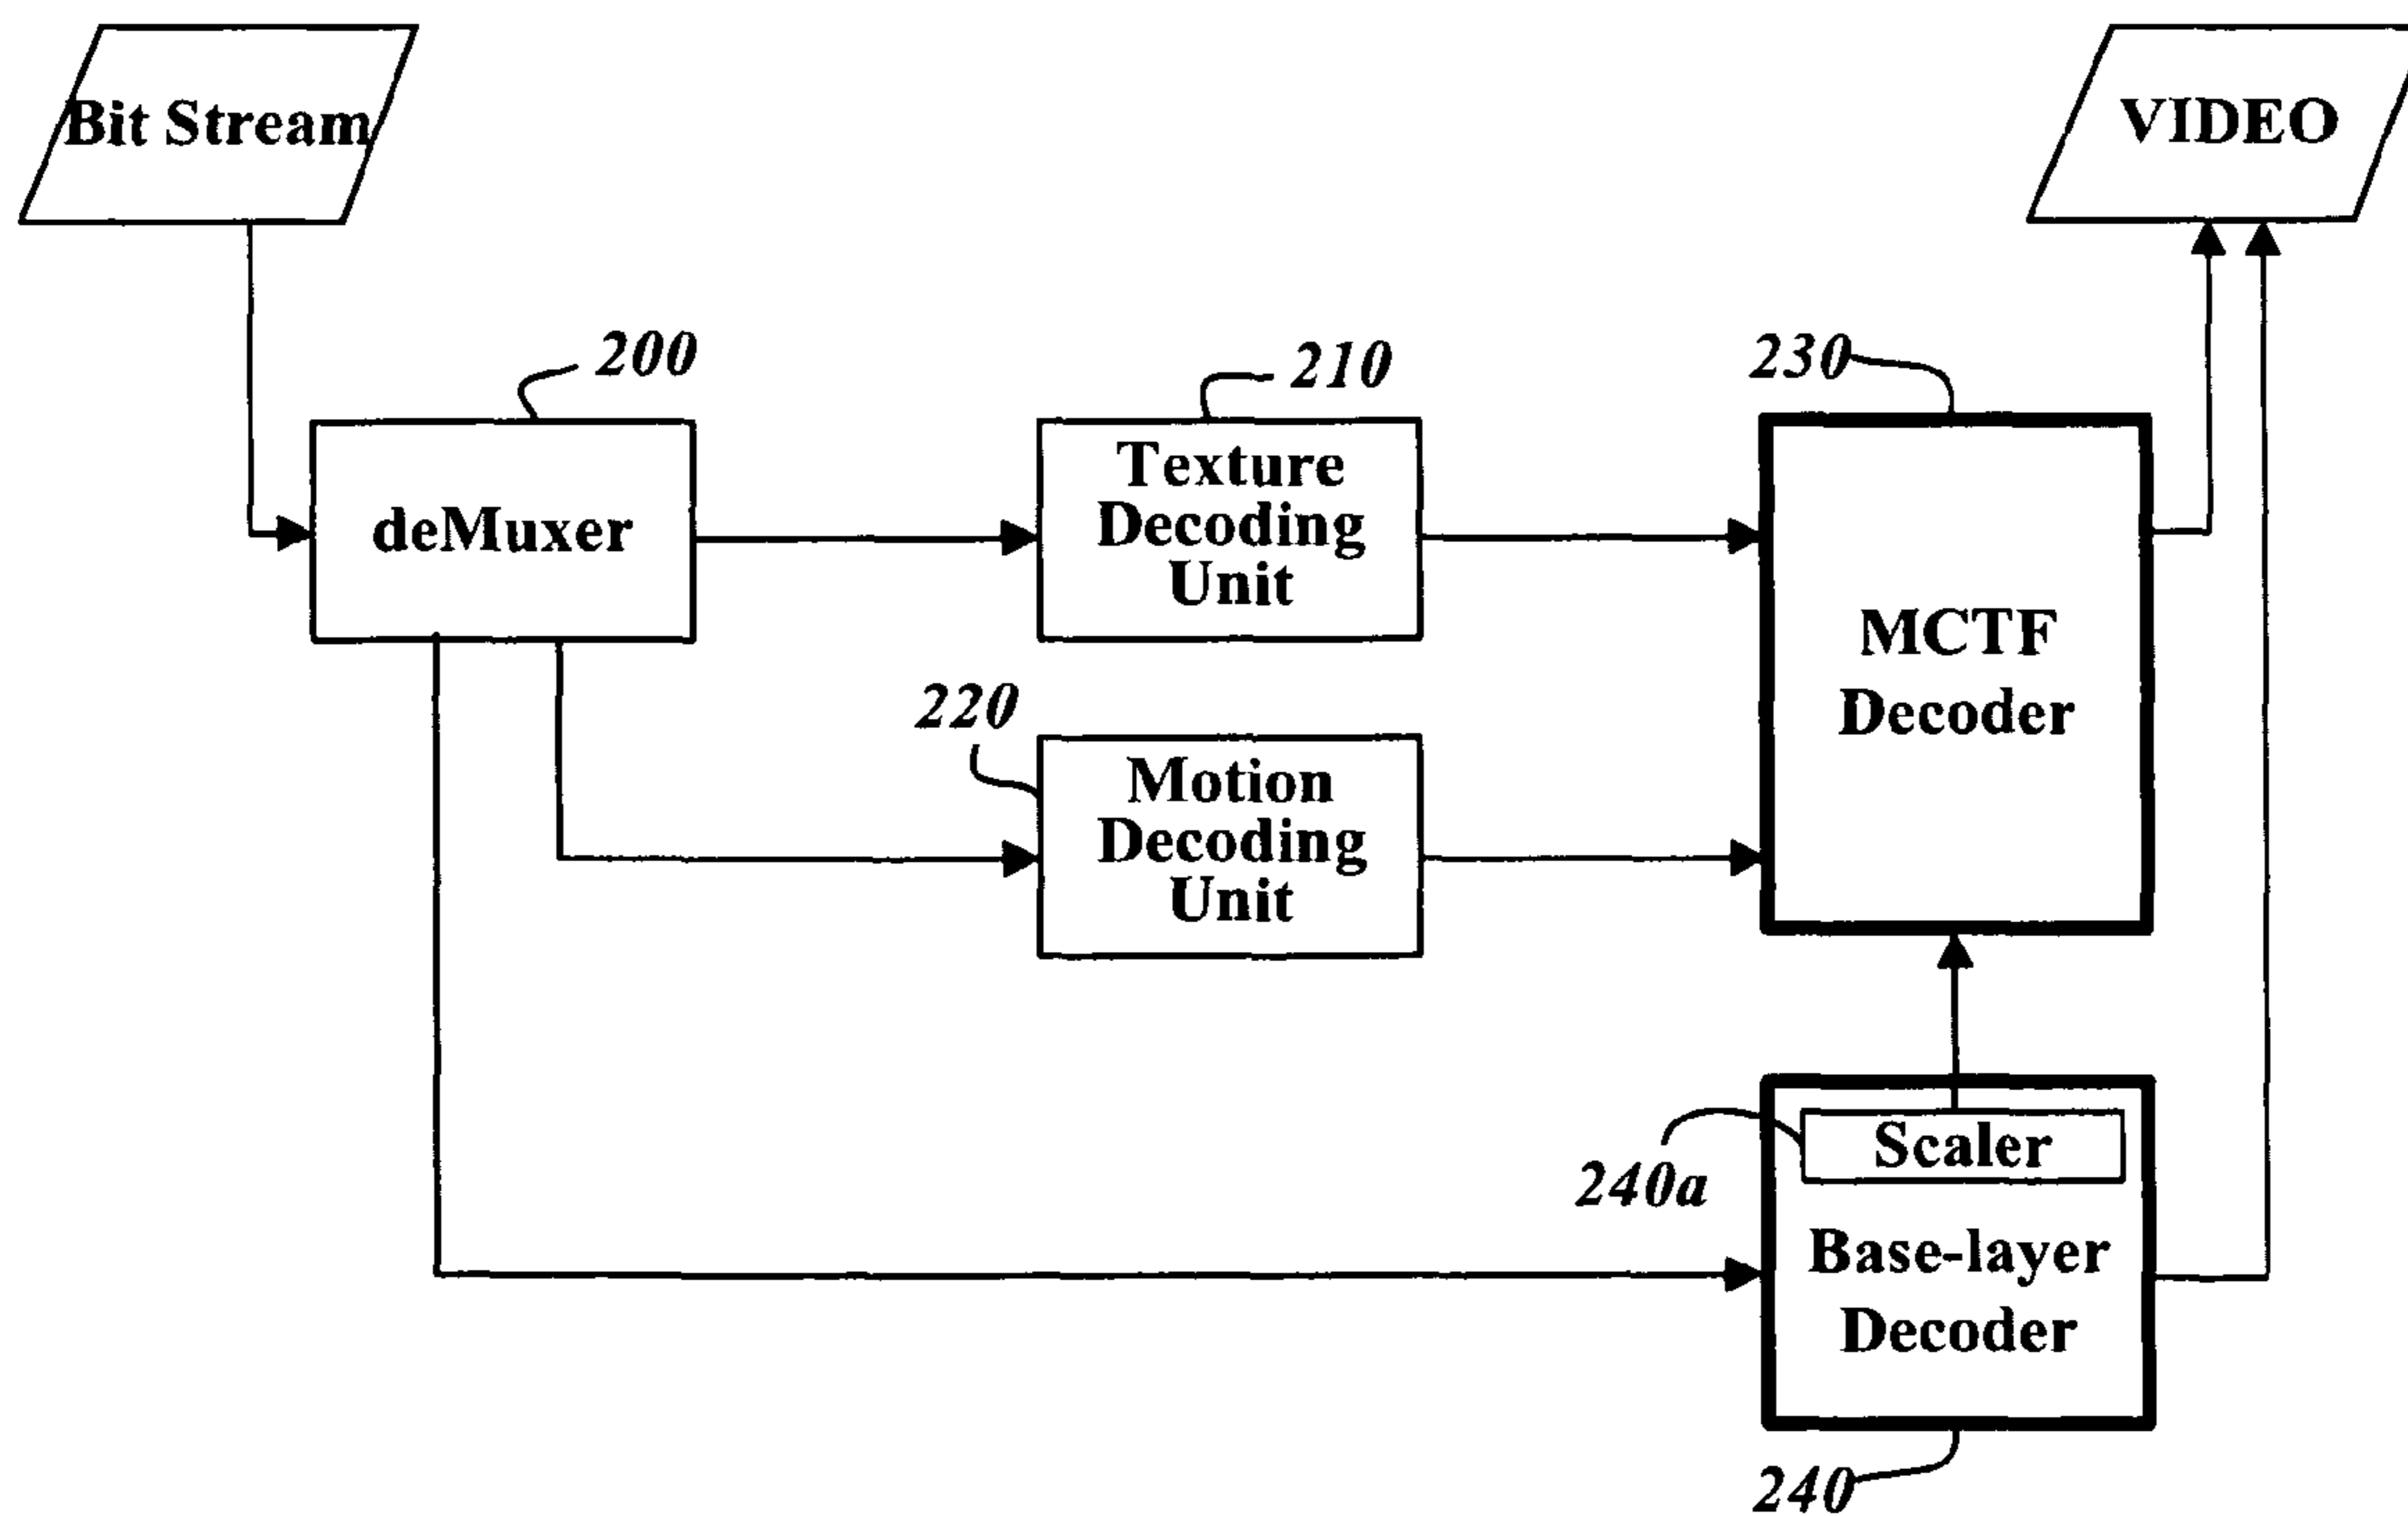 Bit Stream
VIDEO
200
210
230
deMuxer
Texture
Decoding
Unit
MCTF
Decoder
220
Motion
Decoding
Unit
Scaler
240a
Base-layer
Decoder
240